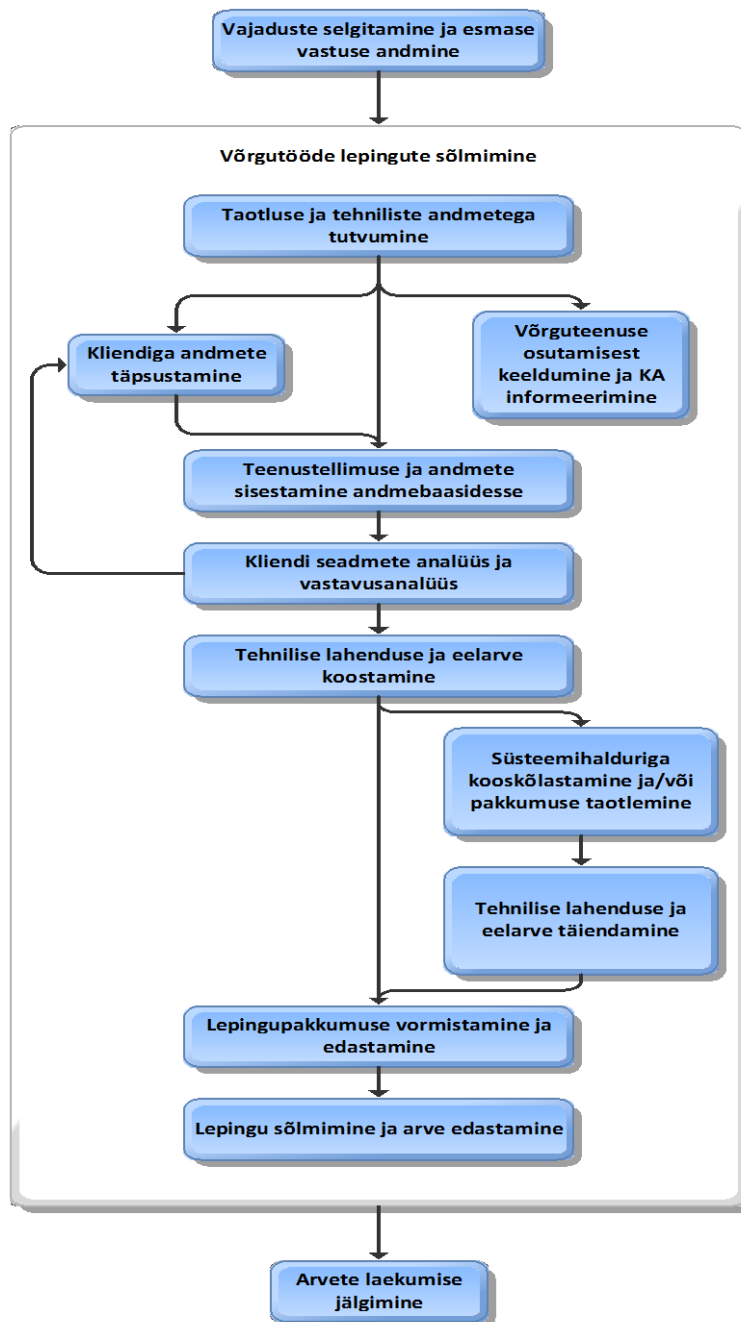 Vajaduste selgitamine ja esmase
vastuse andmine
Võrgutööde lepingute sõlmimine
Taotluse ja tehniliste andmetega
tutvumine
Kliendiga andmete
täpsustamine
Võrguteenuse
osutamisest
keeldumine ja KA
informeerimine
Teenustellimuse ja andmete
sisestamine andmebaasidesse
Kliendi seadmete analüüs ja
vastavusanalüüs
Tehnilise lahenduse ja eelarve
koostamine
Süsteemihalduriga
kooskõlastamine ja/või
pakkumuse taotlemine
Tehnilise lahenduse ja
eelarve täiendamine
Lepingupakkumuse vormistamine ja
edastamine
Lepingu sõlmimine ja arve edastamine
Arvete laekumise
jälgimine